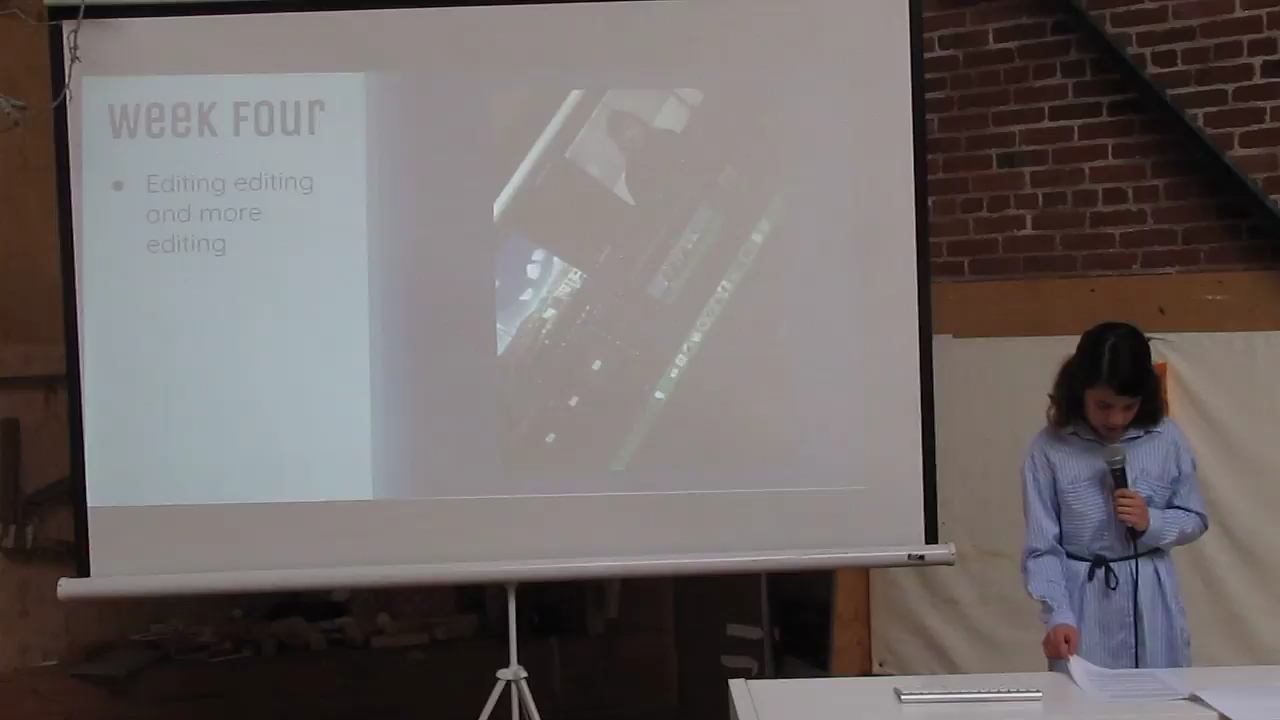 week four
● Editing editing
and more
editing